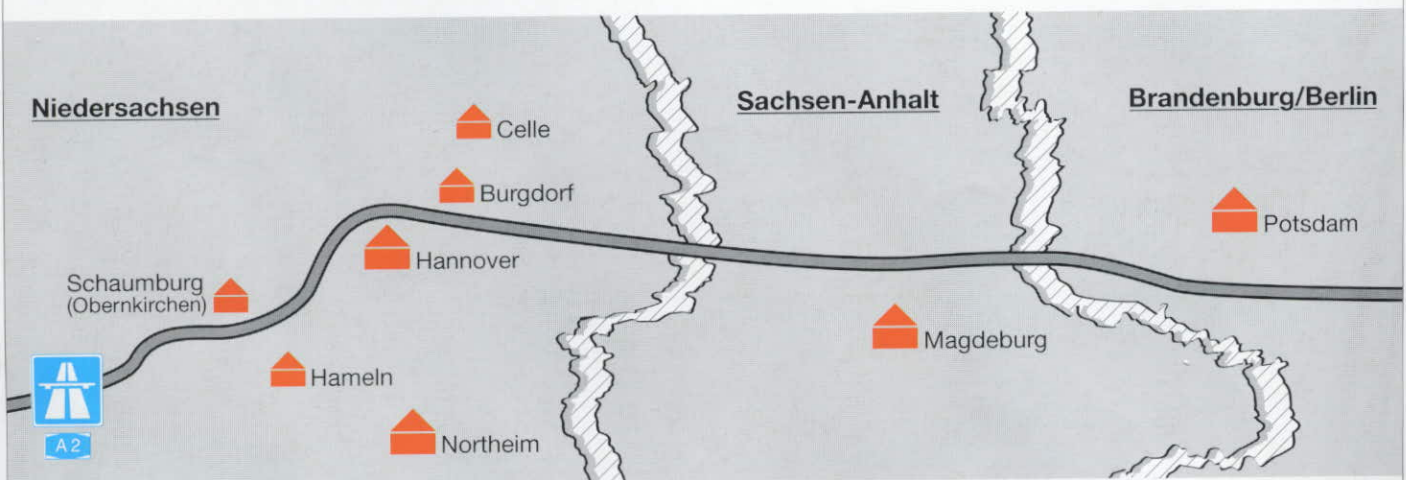 Niedersachsen
Sachsen-Anhalt
Brandenburg/Berlin
Celle
Burgdorf
Potsdam
Hannover
Schaumburg
(Obernkirchen)
Magdeburg
Hameln
Northeim
A2